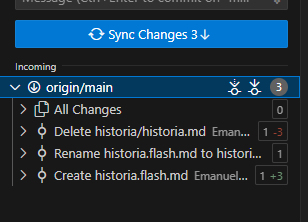 Sync Changes 3↓
Incoming
origin/main 3
All Changes 0
Delete historia/historia.md Eman... 1 -3
Rename historia.flash.md to histori... 1
Create historia.flash.md Emanuel... 1 +3